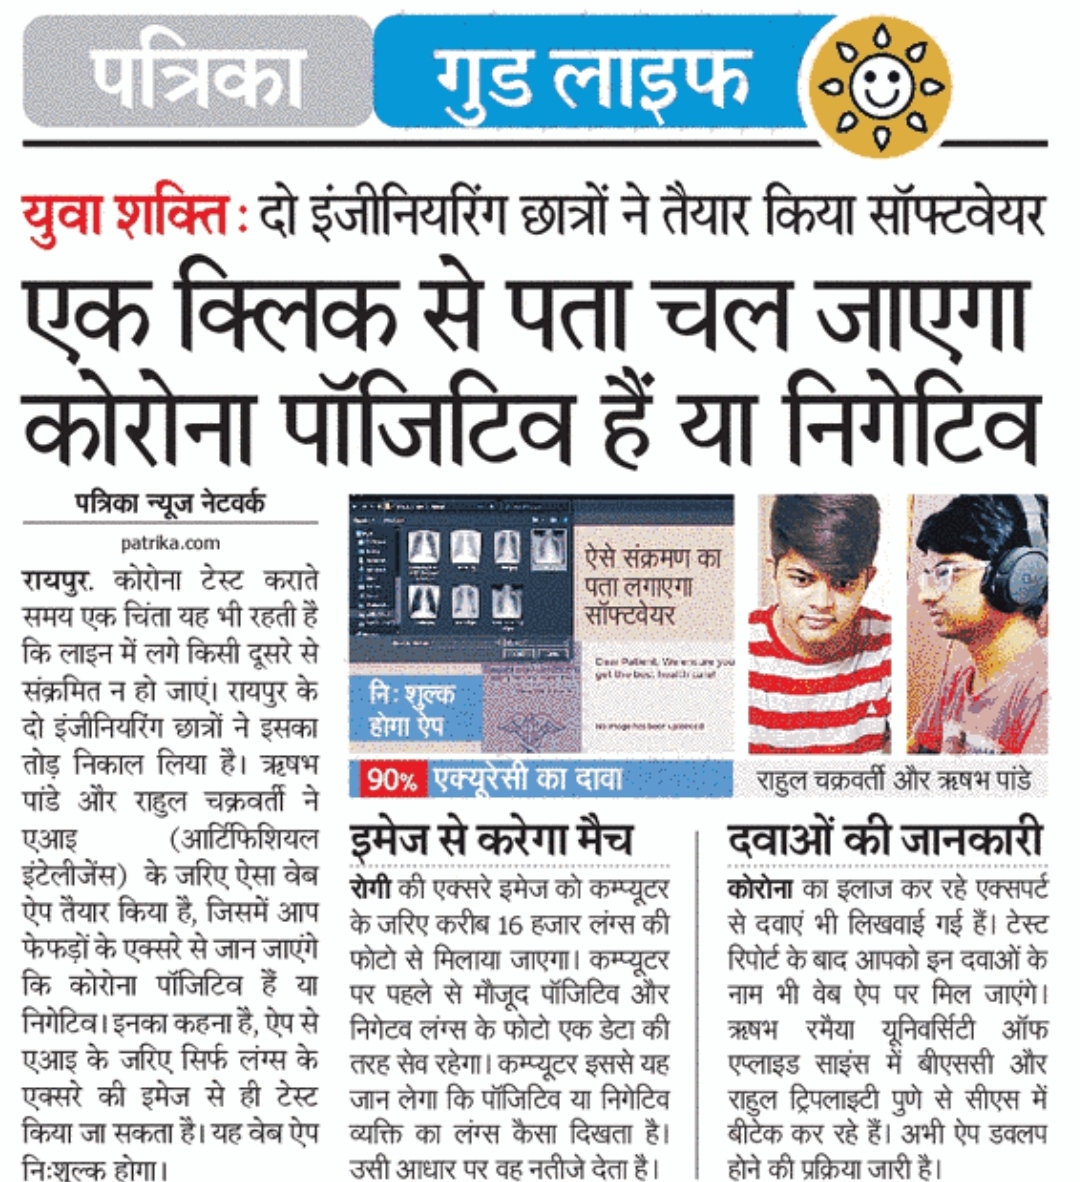 पत्रिका
गुड लाइफ
युवा शक्ति: दो इंजीनियरिंग छात्रों ने तैयार किया सॉफ्टवेयर
एक क्लिक से पता चल जाएगा
कोरोना पॉजिटिव हैं या निगेटिव
पत्रिका न्यूज नेटवर्क
patrika.com
रायपुर. कोरोना टेस्ट कराते
समय एक चिंता यह भी रहती है
कि लाइन में लगे किसी दूसरे से
संक्रमित न हो जाएं। रायपुर के
दो इंजीनियरिंग छात्रों ने इसका
तोड़ निकाल लिया है। ऋषभ
पांडे और राहुल चक्रवर्ती ने
एआइ (आर्टिफिशियल
इंटेलीजेंस) के जरिए ऐसा वेब
ऐप तैयार किया है, जिसमें आप
फेफड़ों के एक्सरे से जान जाएंगे
कि कोरोना पॉजिटिव हैं या
निगेटिव। इनका कहना है, ऐप से
एआइ के जरिए सिर्फ लंग्स के
एक्सरे की इमेज से ही टेस्ट
किया जा सकता है। यह वेब ऐप
निःशुल्क होगा।
ऐसे संक्रमण का
पता लगाएगा
सॉफ्टवेयर
Dear Patient, We ensure you
get the best health care!
No image has been uploaded
नि: शुल्क
होगा ऐप
90% एक्यूरेसी का दावा
राहुल चक्रवर्ती और ऋषभ पांडे
इमेज से करेगा मैच
रोगी की एक्सरे इमेज को कम्प्यूटर
के जरिए करीब 16 हजार लंग्स की
फोटो से मिलाया जाएगा। कम्प्यूटर
पर पहले से मौजूद पॉजिटिव और
निगेटव लंग्स के फोटो एक डेटा की
तरह सेव रहेगा। कम्प्यूटर इससे यह
जान लेगा कि पॉजिटिव या निगेटिव
व्यक्ति का लंग्स कैसा दिखता है।
उसी आधार पर वह नतीजे देता है।
दवाओं की जानकारी
कोरोना का इलाज कर रहे एक्सपर्ट
से दवाएं भी लिखवाई गई हैं। टेस्ट
रिपोर्ट के बाद आपको इन दवाओं के
नाम भी वेब ऐप पर मिल जाएंगे।
ऋषभ रमैया यूनिवर्सिटी ऑफ
एप्लाइड साइंस में बीएससी और
राहुल ट्रिपलाइटी पुणे से सीएस में
बीटेक कर रहे हैं। अभी ऐप डवलप
होने की प्रक्रिया जारी है।